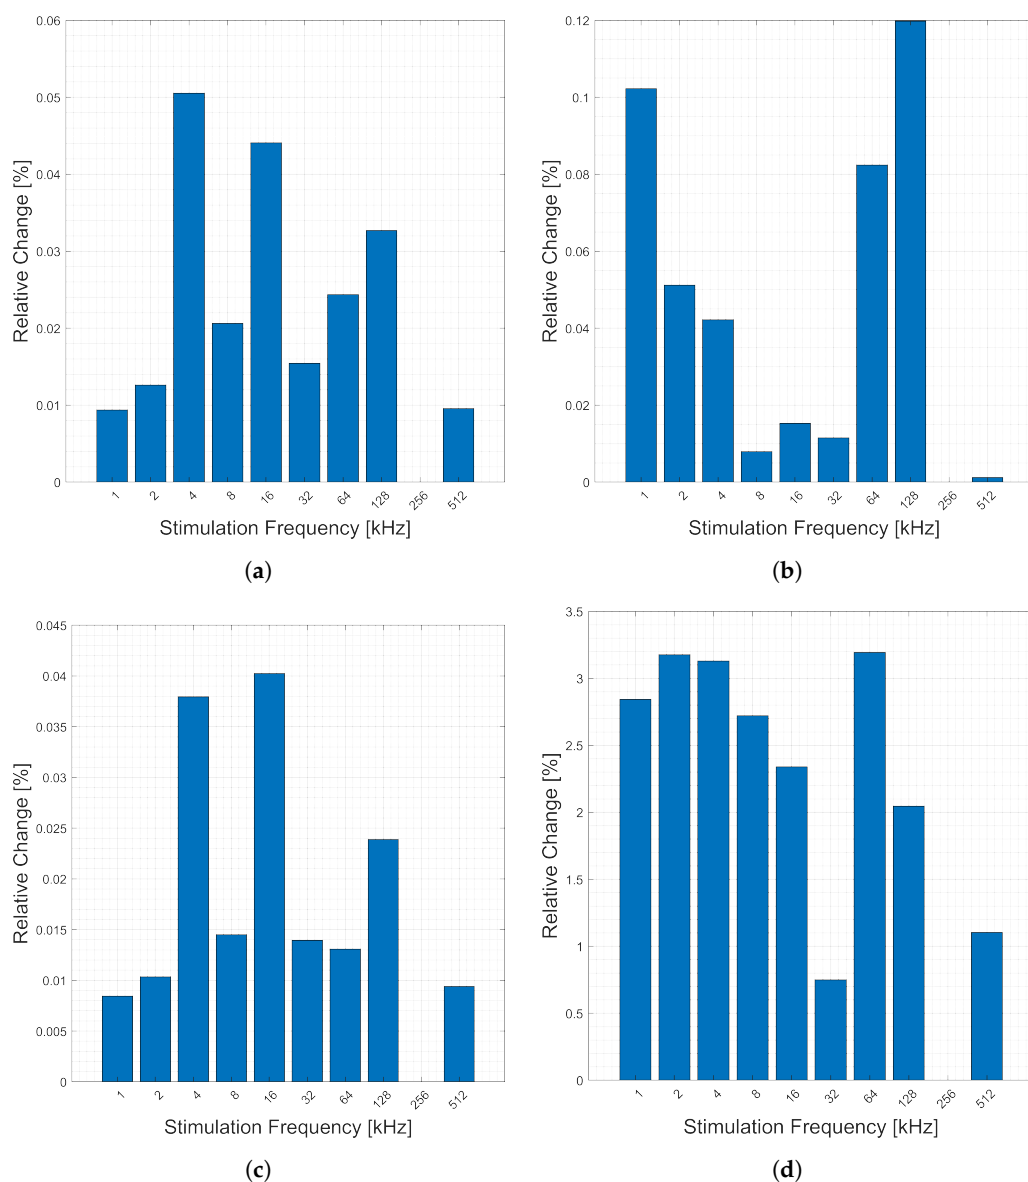 0.06
0.05
0.04
0.03
0.02
0.01
0
Relative Change [%]
1 2 4 8 16 32 64 128 256 512
Stimulation Frequency [kHz]
(a)
0.12
0.1
0.08
0.06
0.04
0.02
0
Relative Change [%]
1 2 4 8 16 32 64 128 256 512
Stimulation Frequency [kHz]
(b)
0.045
0.04
0.035
0.03
0.025
0.02
0.015
0.01
0.005
0
Relative Change [%]
1 2 4 8 16 32 64 128 256 512
Stimulation Frequency [kHz]
(c)
3.5
3
2.5
2
1.5
1
0.5
0
Relative Change [%]
1 2 4 8 16 32 64 128 256 512
Stimulation Frequency [kHz]
(d)